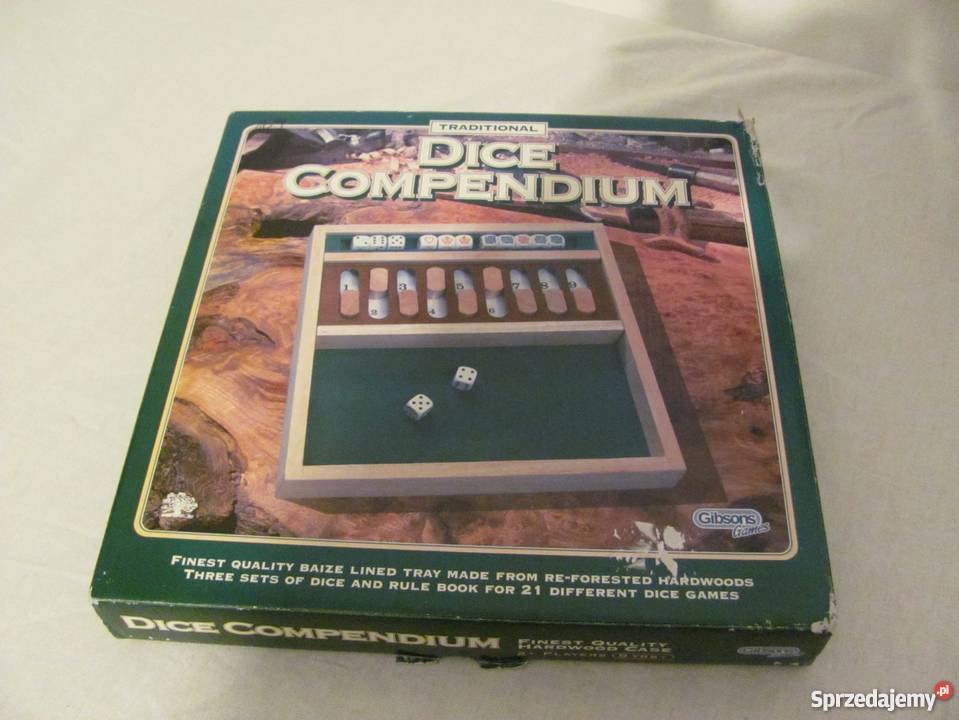 TRADITIONAL
DICE
COMPENDIUM
1 3 5 7 8 9
2 4 6
Gibsons
Games
FINEST QUALITY BAIZE LINED TRAY MADE FROM RE-FORESTED HARDWOODS
THREE SETS OF DICE AND RULE BOOK FOR 21 DIFFERENT DICE GAMES
DICE COMPENDIUM
FINEST QUALITY
HARDWOOD CASE
GIBSONS
Sprzedajemy.pl